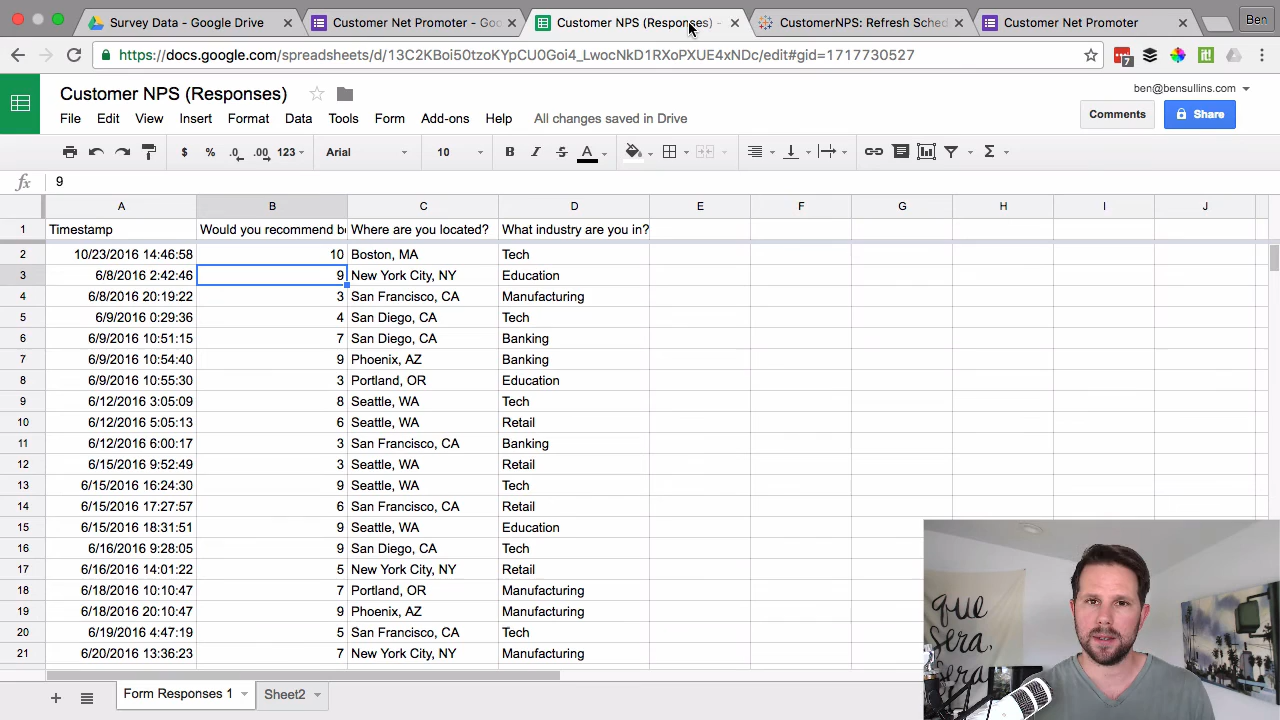 Survey Data - Google Drive
Customer Net Promoter - Goo
Customer NPS (Responses) -
CustomerNPS: Refresh Sched
Customer Net Promoter
Ben
https://docs.google.com/spreadsheets/d/13C2KBoi50tzoKYpCU0Goi4_LwocNkD1RXoPXUE4xNDc/edit#gid=1717730527
7
it!
Customer NPS (Responses)
ben@bensullins.com
File Edit View Insert Format Data Tools Form Add-ons Help All changes saved in Drive
Comments
Share
$ % .0 .00 123 Arial 10 B I S A
fx 9
A B C D E F G H I J
1 Timestamp Would you recommend be Where are you located? What industry are you in?
2 10/23/2016 14:46:58 10 Boston, MA Tech
3 6/8/2016 2:42:46 9 New York City, NY Education
4 6/8/2016 20:19:22 3 San Francisco, CA Manufacturing
5 6/9/2016 0:29:36 4 San Diego, CA Tech
6 6/9/2016 10:51:15 7 San Diego, CA Banking
7 6/9/2016 10:54:40 9 Phoenix, AZ Banking
8 6/9/2016 10:55:30 3 Portland, OR Education
9 6/12/2016 3:05:09 8 Seattle, WA Tech
10 6/12/2016 5:05:13 6 Seattle, WA Retail
11 6/12/2016 6:00:17 3 San Francisco, CA Banking
12 6/15/2016 9:52:49 3 Seattle, WA Retail
13 6/15/2016 16:24:30 9 Seattle, WA Tech
14 6/15/2016 17:27:57 6 San Francisco, CA Retail
15 6/15/2016 18:31:51 9 Seattle, WA Education
16 6/16/2016 9:28:05 9 San Diego, CA Tech
17 6/16/2016 14:01:22 5 New York City, NY Retail
18 6/18/2016 10:10:47 7 Portland, OR Manufacturing
19 6/18/2016 20:10:47 9 Phoenix, AZ Manufacturing
20 6/19/2016 4:47:19 5 San Francisco, CA Tech
21 6/20/2016 13:36:23 7 New York City, NY Manufacturing
que
sera,
sera
Form Responses 1
Sheet2